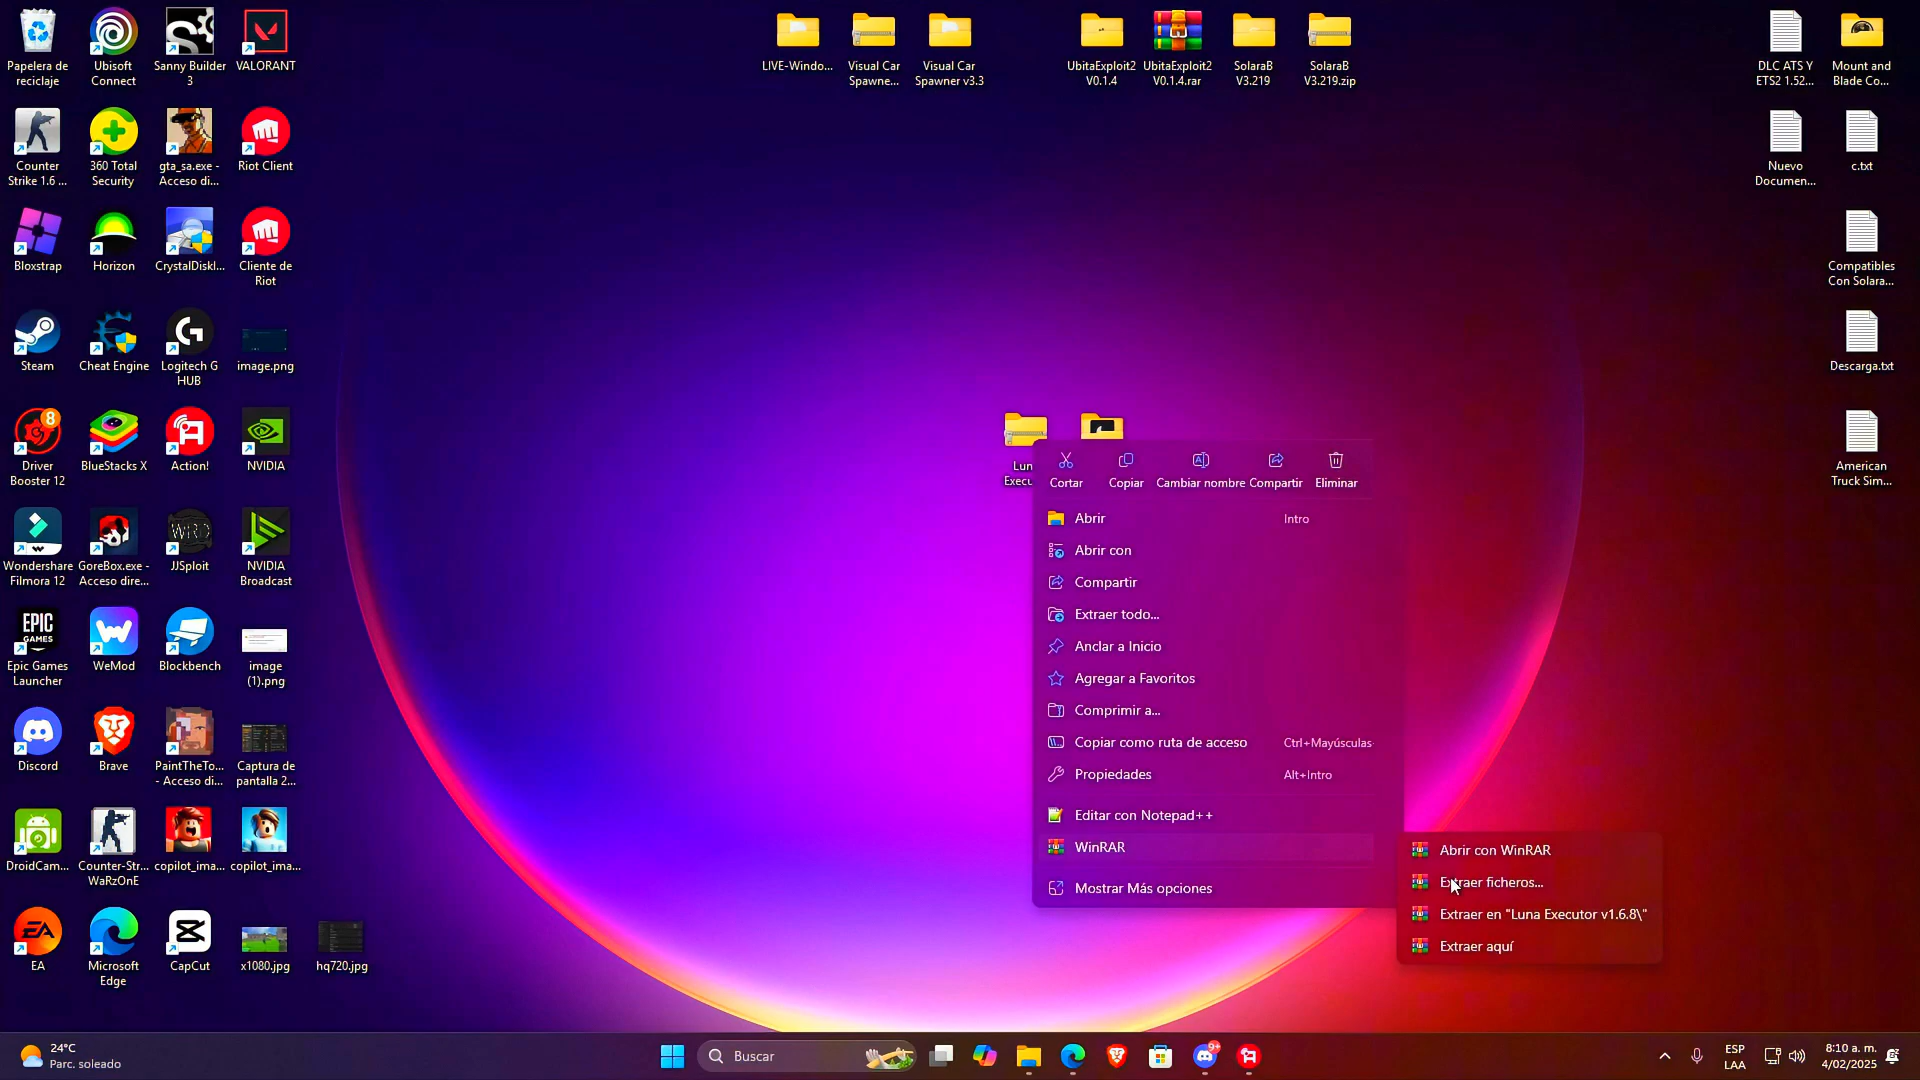 Papelera de
reciclaje
Ubisoft
Connect
Sanny Builder
3
VALORANT
LIVE-Windo...
Visual Car
Spawne...
Visual Car
Spawner v3.3
UbitaExploit2
V0.1.4
UbitaExploit2
V0.1.4.rar
SolaraB
V3.219
SolaraB
V3.219.zip
DLC ATS Y
ETS2 1.52...
Mount and
Blade Co...
Counter
Strike 1.6 ...
360 Total
Security
gta_sa.exe -
Acceso di...
Riot Client
Nuevo
Documen...
c.txt
Bloxstrap
Horizon
CrystalDiskI...
Cliente de
Riot
Compatibles
Con Solara...
Steam
Cheat Engine
Logitech G
HUB
image.png
Descarga.txt
8
Driver
Booster 12
BlueStacks X
Action!
NVIDIA
American
Truck Sim...
Lun
Execu
Cortar
Copiar
Cambiar nombre
Compartir
Eliminar
Abrir
Intro
Abrir con
Compartir
Extraer todo...
Anclar a Inicio
Agregar a Favoritos
Comprimir a...
Copiar como ruta de acceso
Ctrl+Mayúsculas
Propiedades
Alt+Intro
Editar con Notepad++
WinRAR
Mostrar Más opciones
Abrir con WinRAR
Extraer ficheros...
Extraer en "Luna Executor v1.6.8\"
Extraer aquí
Wondershare
Filmora 12
GoreBox.exe -
Acceso dire...
WRD
JJSploit
NVIDIA
Broadcast
EPIC
GAMES
Epic Games
Launcher
WeMod
Blockbench
image
(1).png
Discord
Brave
PaintTheTo...
- Acceso di...
Captura de
pantalla 2...
DroidCam...
Counter-Str...
WaRzOnE
copilot_ima...
copilot_ima...
EA
EA
Microsoft
Edge
CapCut
x1080.jpg
hq720.jpg
24°C
Parc. soleado
Buscar
9+
ESP
LAA
8:10 a. m.
4/02/2025